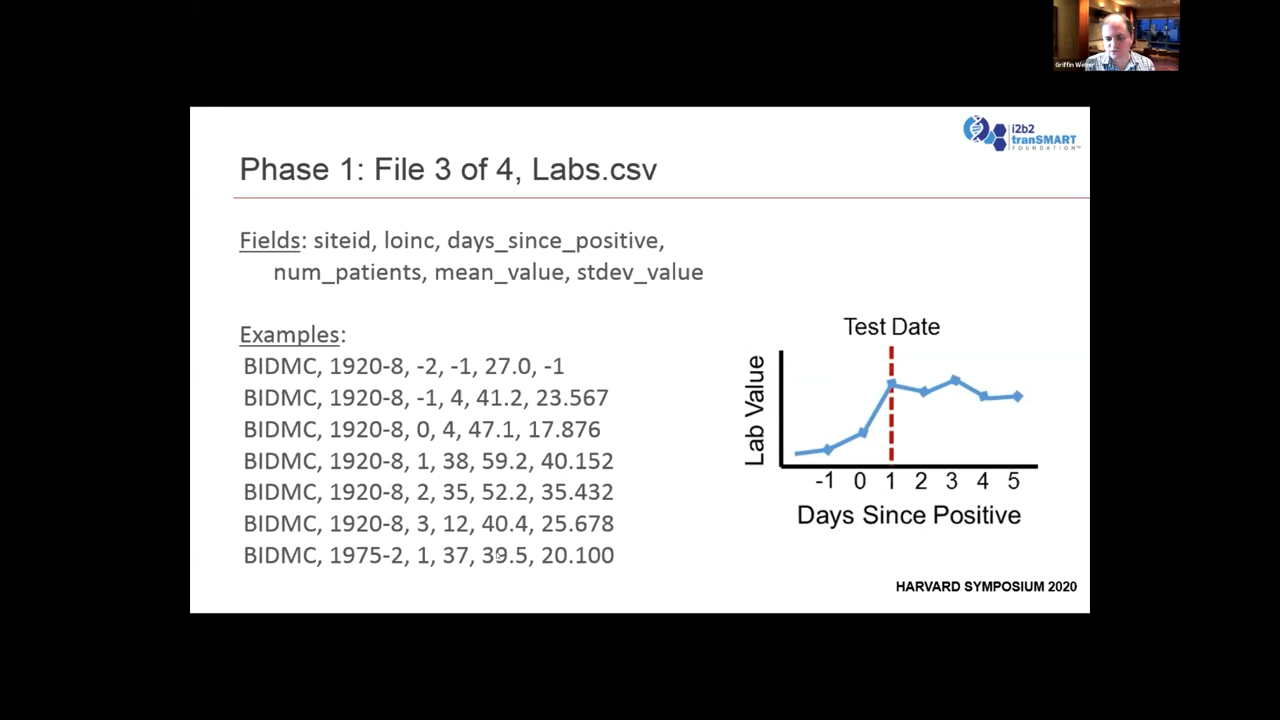 Griffin Weber
i2b2
tranSMART
FOUNDATION
Phase 1: File 3 of 4, Labs.csv
Fields: siteid, loinc, days_since_positive,
num_patients, mean_value, stdev_value
Examples:
BIDMC, 1920-8, -2, -1, 27.0, -1
BIDMC, 1920-8, -1, 4, 41.2, 23.567
BIDMC, 1920-8, 0, 4, 47.1, 17.876
BIDMC, 1920-8, 1, 38, 59.2, 40.152
BIDMC, 1920-8, 2, 35, 52.2, 35.432
BIDMC, 1920-8, 3, 12, 40.4, 25.678
BIDMC, 1975-2, 1, 37, 39.5, 20.100
Test Date
Lab Value
-1 0 1 2 3 4 5
Days Since Positive
HARVARD SYMPOSIUM 2020